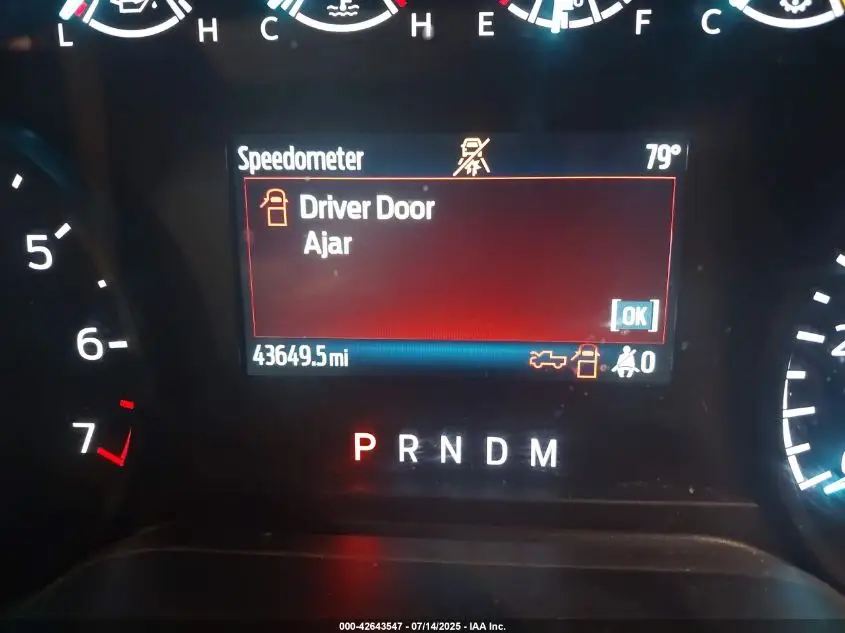 L H C H E F C
Speedometer 79°
Driver Door
Ajar
OK
43649.5 mi 0
5
6
7
P R N D M
000-42643547 - 07/14/2025 - IAA Inc.